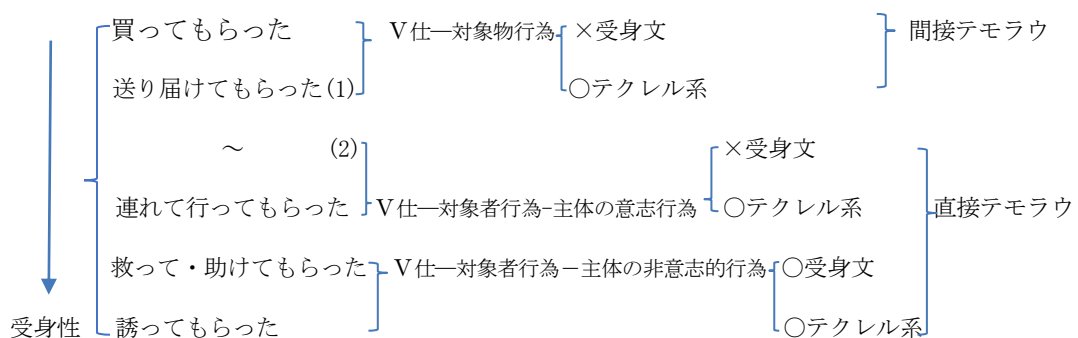 買ってもらった V仕―対象物行為 ×受身文 間接テモラウ
送り届けてもらった(1) ○テクレル系
～ (2) ×受身文
連れて行ってもらった V仕―対象者行為-主体の意志行為 ○テクレル系 直接テモラウ
救って・助けてもらった V仕―対象者行為－主体の非意志的行為 ○受身文
受身性 誘ってもらった ○テクレル系